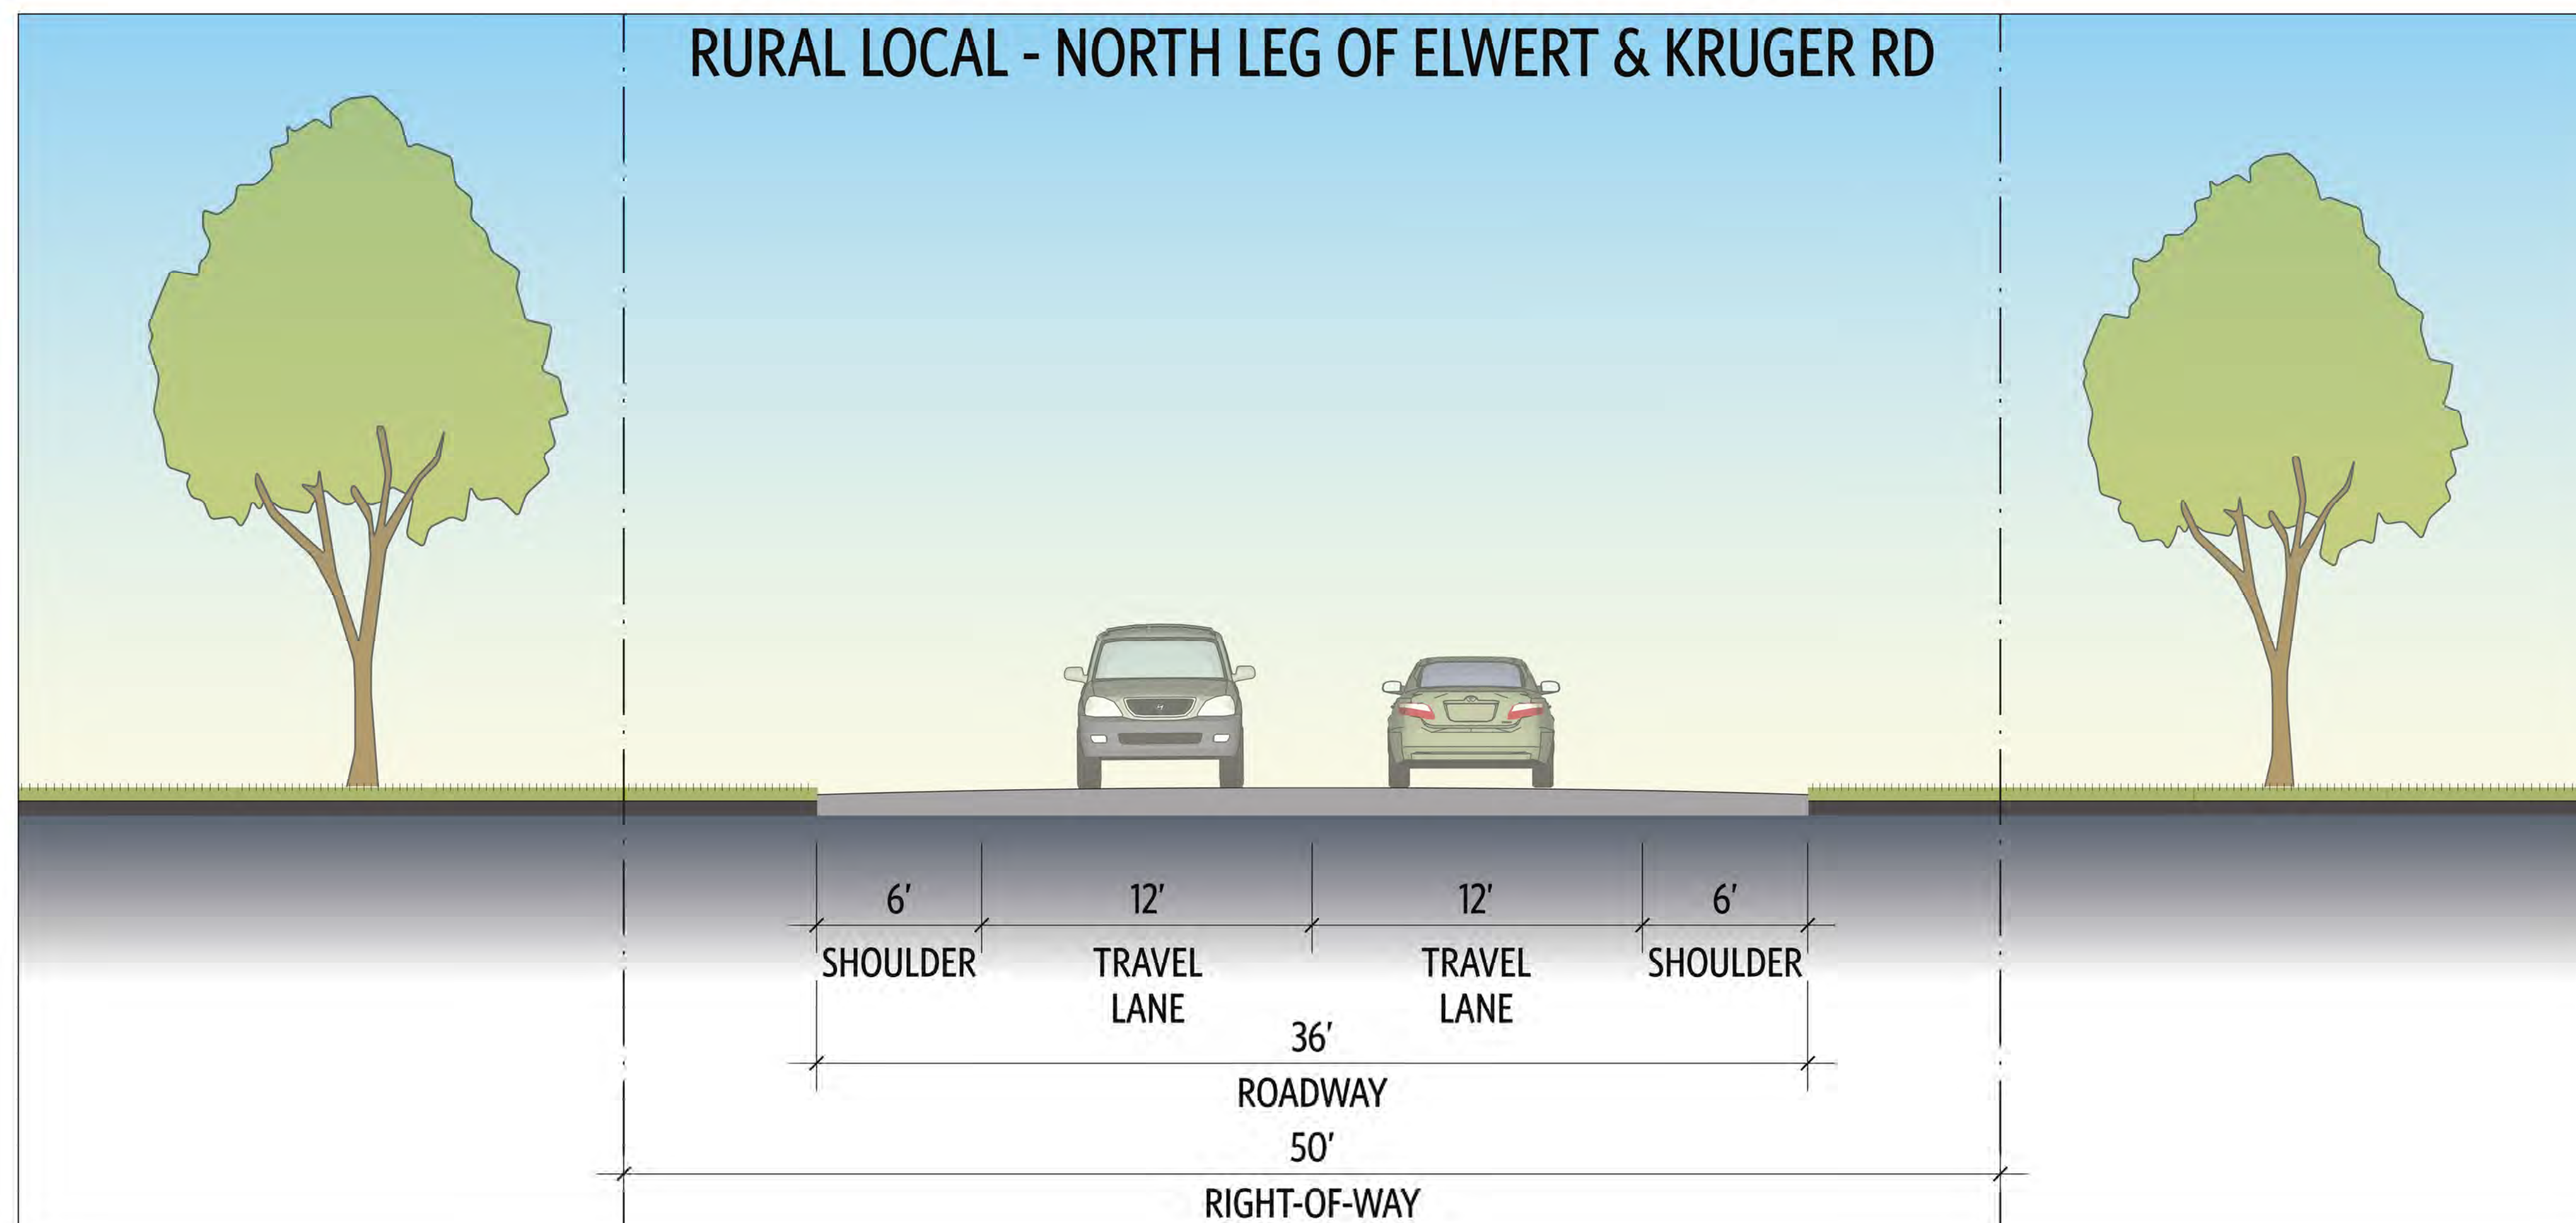 RURAL LOCAL - NORTH LEG OF ELWERT & KRUGER RD
6' 12' 12' 6'
SHOULDER TRAVEL TRAVEL SHOULDER
LANE LANE
36'
ROADWAY
50'
RIGHT-OF-WAY